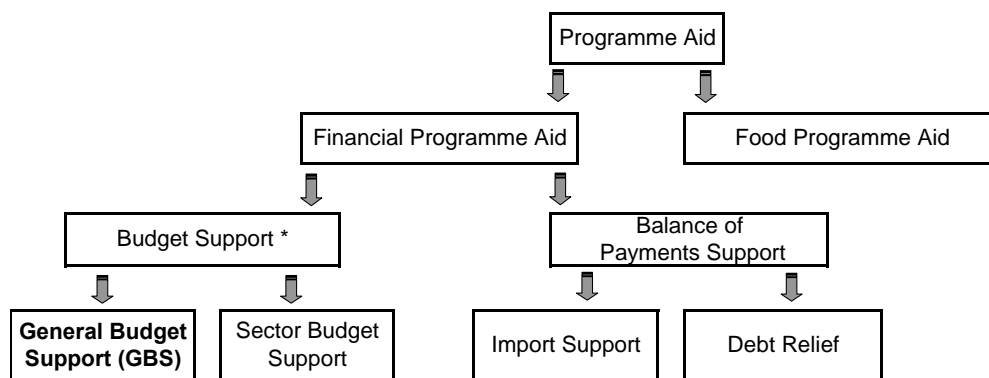 Programme Aid
Financial Programme Aid
Food Programme Aid
Budget Support *
Balance of
Payments Support
General Budget
Support (GBS)
Sector Budget
Support
Import Support
Debt Relief